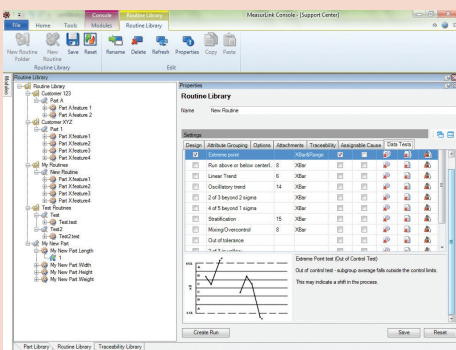 Console
Routine Library
MeasurLink Console - [Support Center]
File
Home
Tools
Modules
Routine Library
New Routine Folder
New Routine
Save
Reset
Rename
Delete
Refresh
Properties
Copy
Paste
Routine Library
Edit
Modules
Routine Library
Properties
Routine Library
Customer 123
Part A
Part A.feature 1
Part A.feature 2
Customer XYZ
Part 1
Part X.feature1
Part X.feature2
Part X.feature3
Part X.feature4
My Routines
New Routine
Part X.feature1
Part X.feature2
Part X.feature3
Part X.feature4
Test Routines
Test
Test.test
Test2
Test2.test
My New Part
My New Part Length
1
My New Part Width
My New Part Height
My New Part Weight
Routine Library
Name New Routine
Settings
Design
Attribute Grouping
Options
Attachments
Traceability
Assignable Cause
Data Tests
Extreme point XBar&Range
Run above or below centerl. 8 XBar
Linear Trend 6 XBar
Oscillatory trend 14 XBar
2 of 3 beyond 2 sigma XBar
4 of 5 beyond 1 sigma XBar
Stratification 15 XBar
Mixing/Overcontrol 8 XBar
Out of tolerance
Extreme Point test (Out of Control Test)
Out of control test - subgroup average falls outside the control limits.
This may indicate a shift in the process.
Create Run
Save
Reset
Part Library
Routine Library
Traceability Library